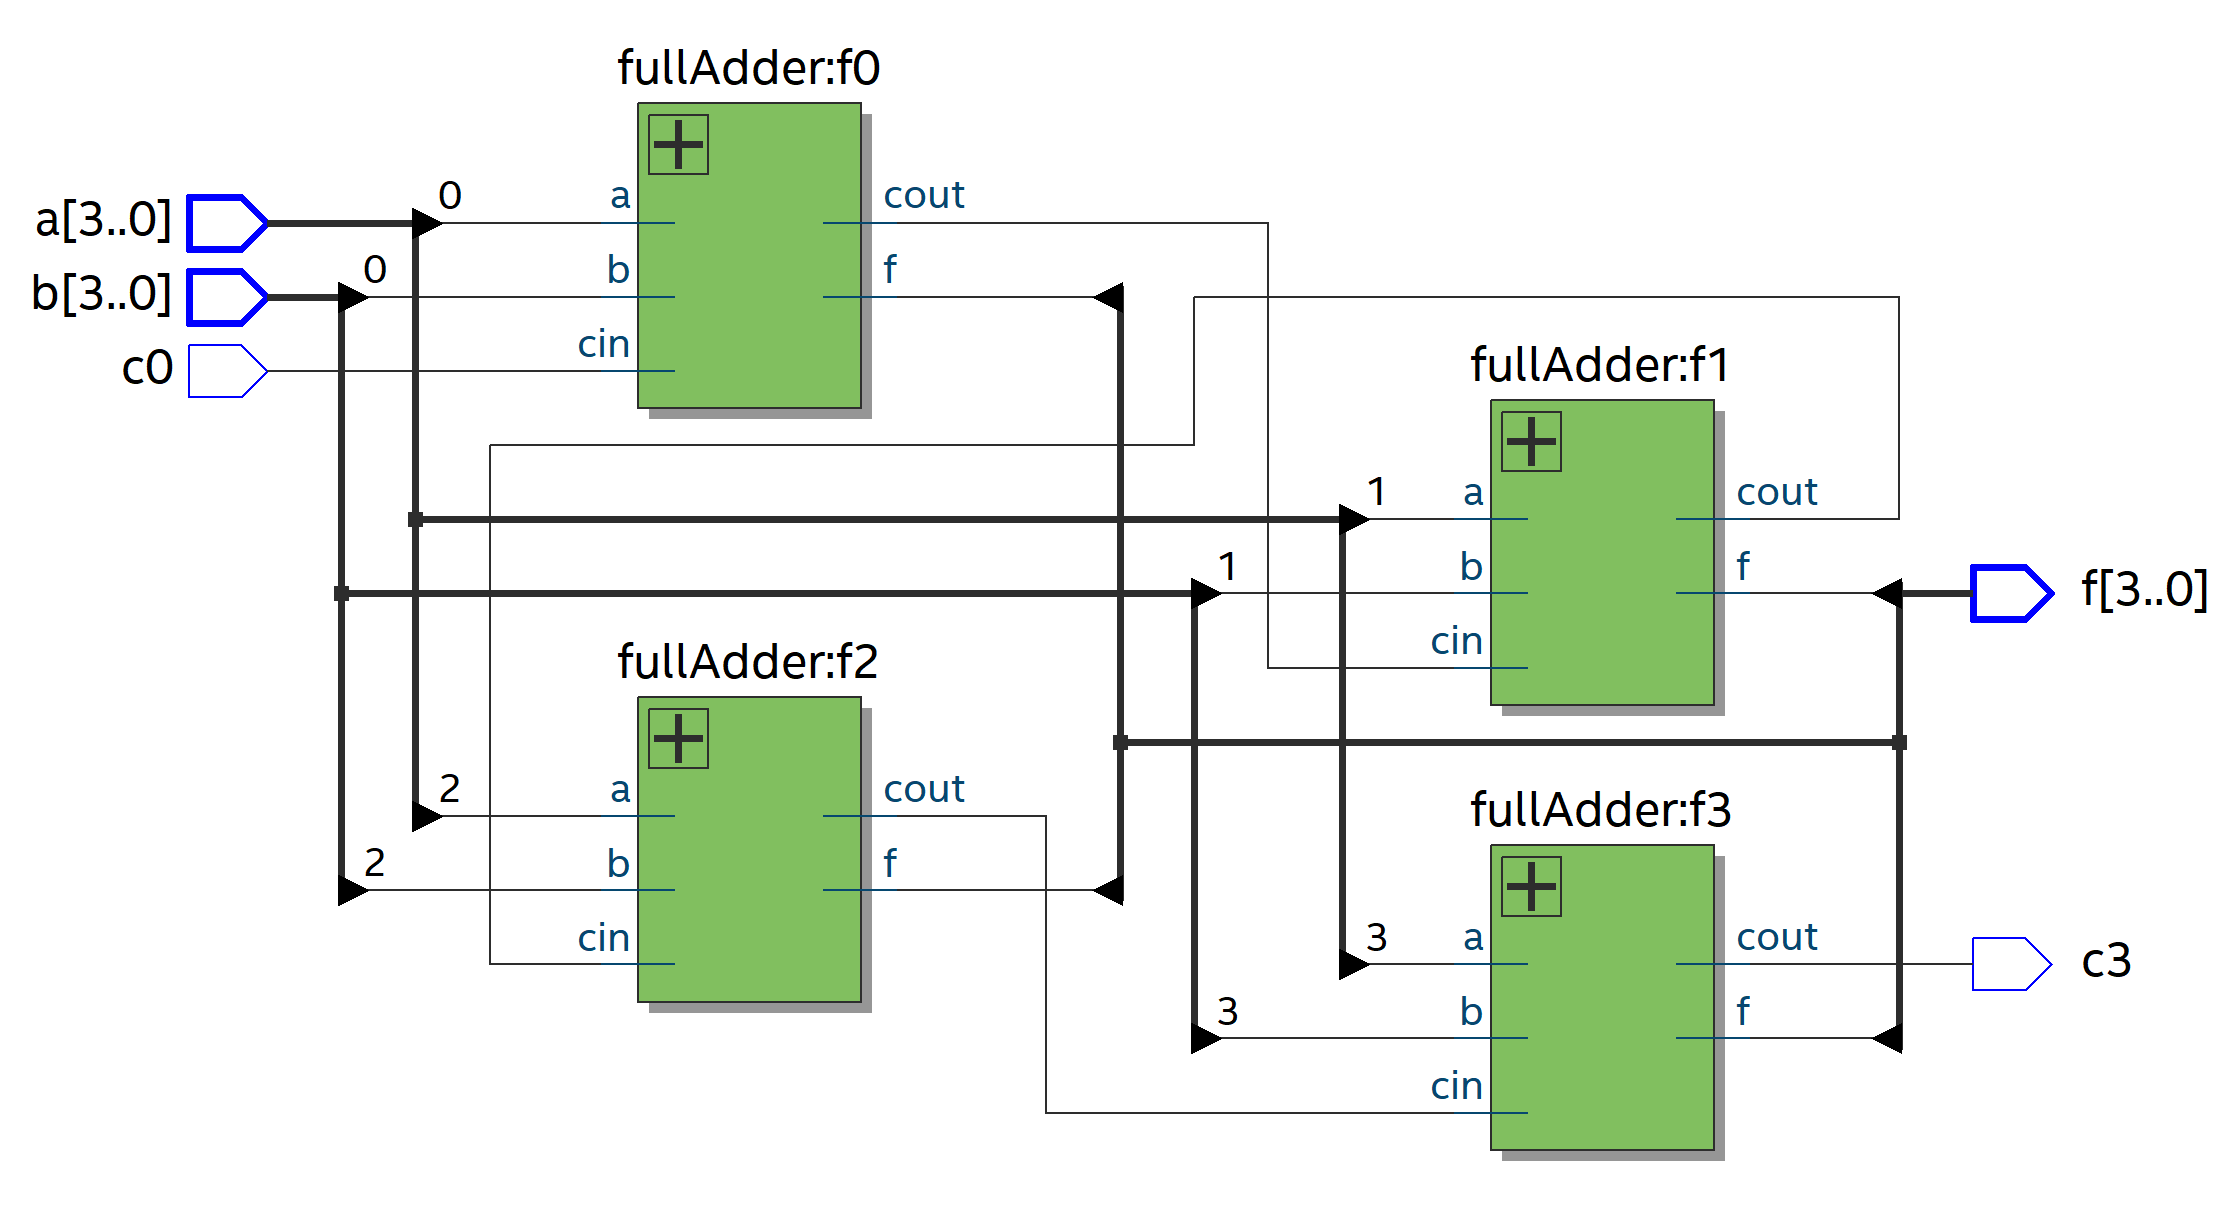 fullAdder:f0
a[3..0]
0
a
cout
b[3..0]
0
b
f
c0
cin
fullAdder:f1
1
a
cout
1
b
f
f[3..0]
cin
fullAdder:f2
2
a
cout
2
b
f
cin
fullAdder:f3
3
a
cout
c3
3
b
f
cin